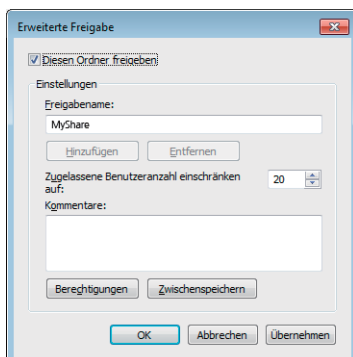 Erweiterte Freigabe
Diesen Ordner freigeben
Einstellungen
Freigabename:
MyShare
Hinzufügen Entfernen
Zugelassene Benutzeranzahl einschränken 20
auf:
Kommentare:
Berechtigungen Zwischenspeichern
OK Abbrechen Übernehmen